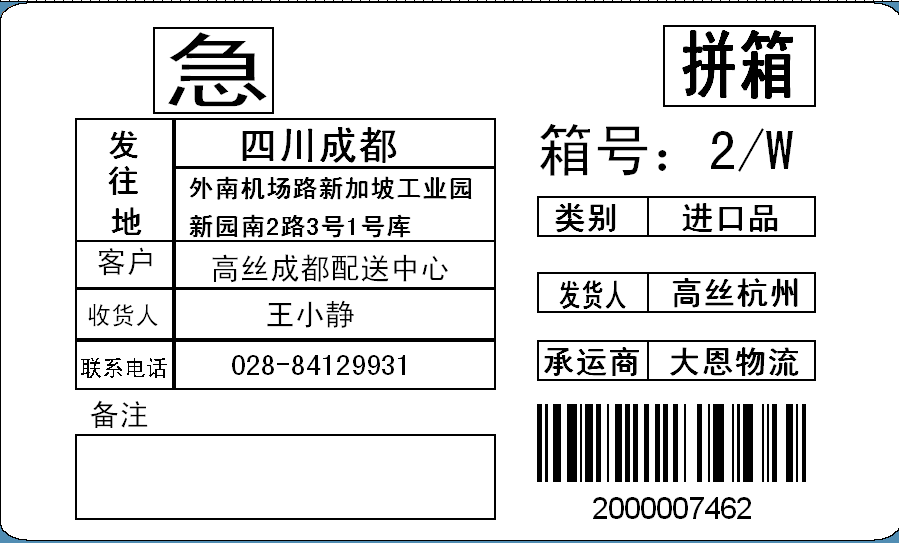 急
拼箱
箱号：2/W
发往地
四川成都
外南机场路新加坡工业园
新园南2路3号1号库
客户
高丝成都配送中心
收货人
王小静
联系电话
028-84129931
备注
类别
进口品
发货人
高丝杭州
承运商
大恩物流
2000007462